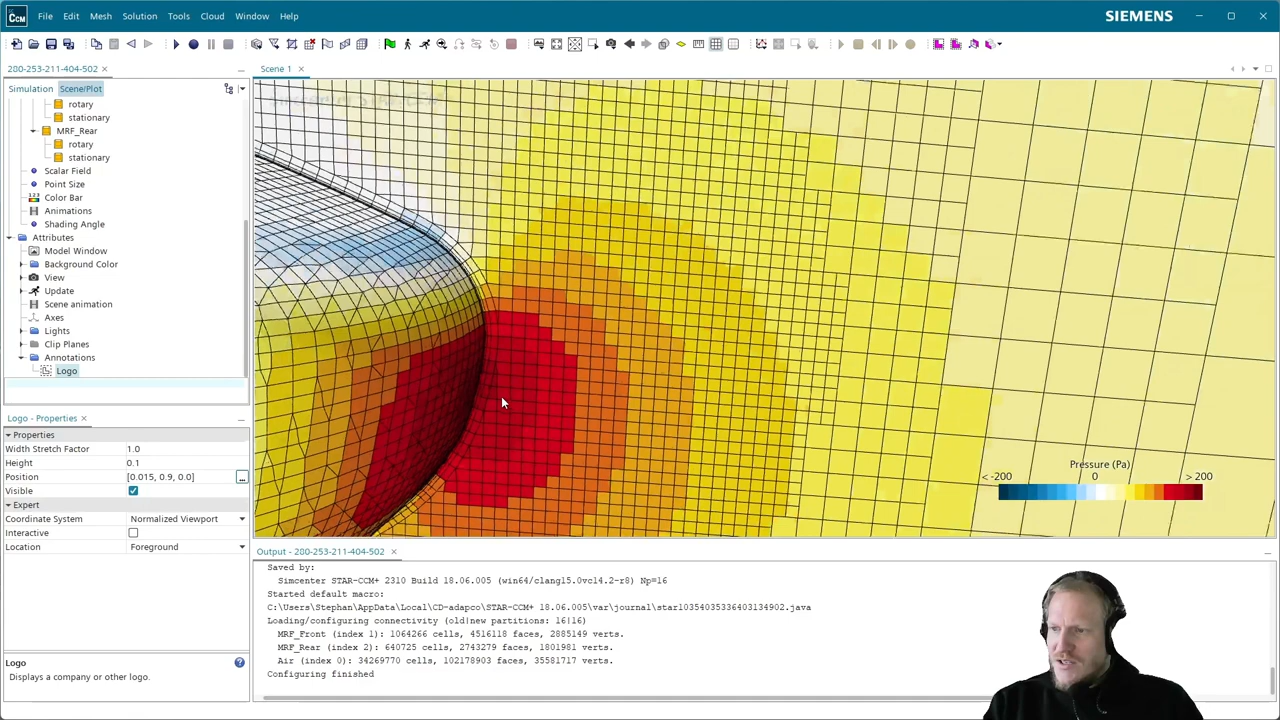 CCM
File Edit Mesh Solution Tools Cloud Window Help
SIEMENS
280-253-211-404-502
Scene 1
Simulation Scene/Plot
rotary
stationary
MRF_Rear
rotary
stationary
Scalar Field
Point Size
Color Bar
Animations
Shading Angle
Attributes
Model Window
Background Color
View
Update
Scene animation
Axes
Lights
Clip Planes
Annotations
Logo
Logo - Properties
Properties
Width Stretch Factor 1.0
Height 0.1
Position [0.015, 0.9, 0.0]
Visible
Expert
Coordinate System Normalized Viewport
Interactive
Location Foreground
Logo
Displays a company or other logo.
Simcenter STAR-CCM+
Pressure (Pa)
< -200 0 > 200
Output - 280-253-211-404-502
Saved by:
Simcenter STAR-CCM+ 2310 Build 18.06.005 (win64/clang15.0vc14.2-r8) Np=16
Started default macro:
C:\Users\Stephan\AppData\Local\CD-adapco\STAR-CCM+ 18.06.005\var\journal\star10354035336403134902.java
Loading/configuring connectivity (old|new partitions: 16|16)
MRF_Front (index 1): 1064266 cells, 4516118 faces, 2885149 verts.
MRF_Rear (index 2): 640725 cells, 2743279 faces, 1801981 verts.
Air (index 0): 34269770 cells, 102178903 faces, 35581717 verts.
Configuring finished